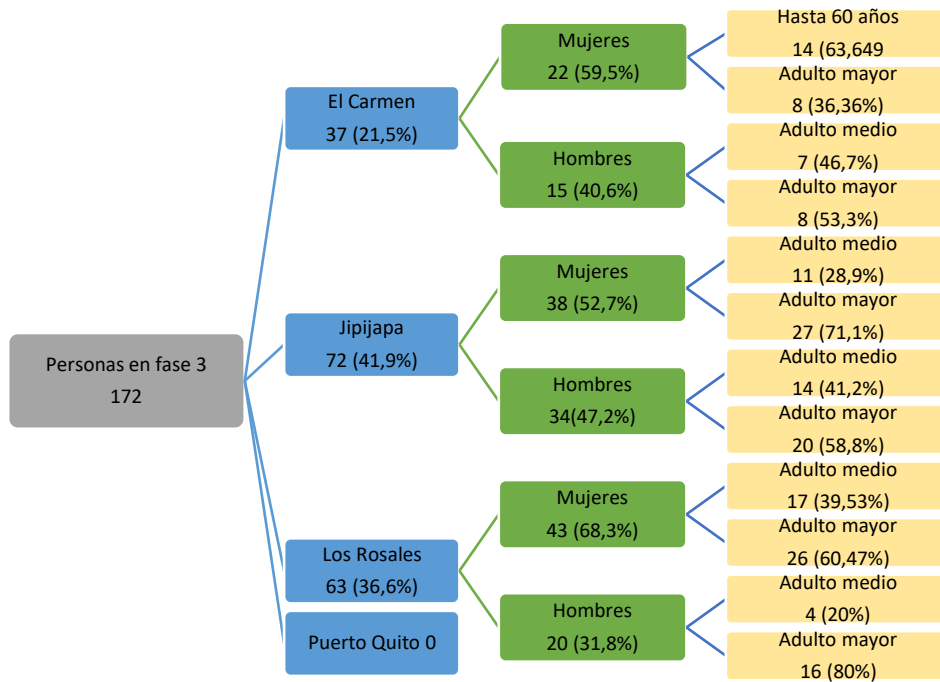 Personas en fase 3
172
El Carmen
37 (21,5%)
Mujeres
22 (59,5%)
Hasta 60 años
14 (63,649
Adulto mayor
8 (36,36%)
Hombres
15 (40,6%)
Adulto medio
7 (46,7%)
Adulto mayor
8 (53,3%)
Jipijapa
72 (41,9%)
Mujeres
38 (52,7%)
Adulto medio
11 (28,9%)
Adulto mayor
27 (71,1%)
Hombres
34(47,2%)
Adulto medio
14 (41,2%)
Adulto mayor
20 (58,8%)
Los Rosales
63 (36,6%)
Mujeres
43 (68,3%)
Adulto medio
17 (39,53%)
Adulto mayor
26 (60,47%)
Hombres
20 (31,8%)
Adulto medio
4 (20%)
Adulto mayor
16 (80%)
Puerto Quito 0